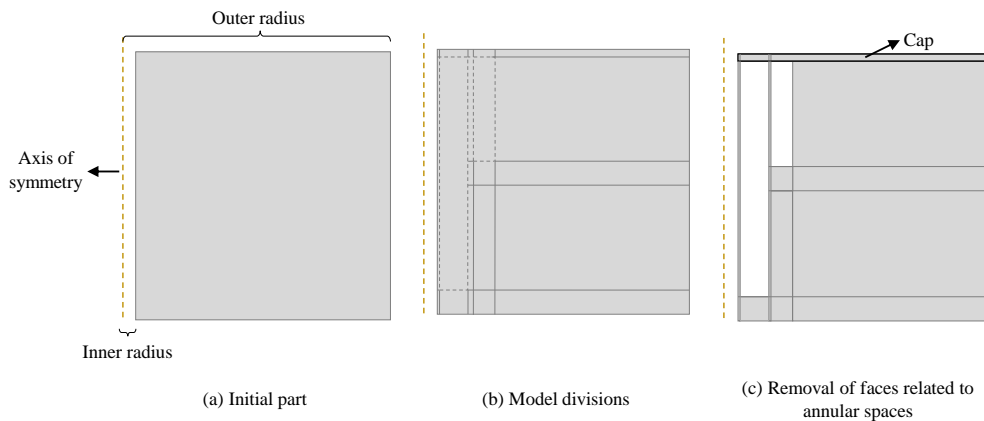 Outer radius
Cap
Axis of
symmetry
Inner radius
(a) Initial part
(b) Model divisions
(c) Removal of faces related to
annular spaces